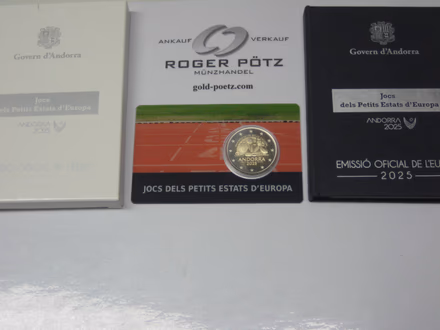 Govern d'Andorra
Jocs
dels Petits Estats d'Europa
ANDORRA
2025
ANKAUF VERKAUF
ROGER PÖTZ
MÜNZHANDEL
gold-poetz.com
ANDORRA
2025
JOCS DELS PETITS ESTATS D'EUROPA
Govern d'Andorra
Jocs
dels Petits Estats d'Europa
ANDORRA
2025
EMISSIÓ OFICIAL DE L'EU
2025